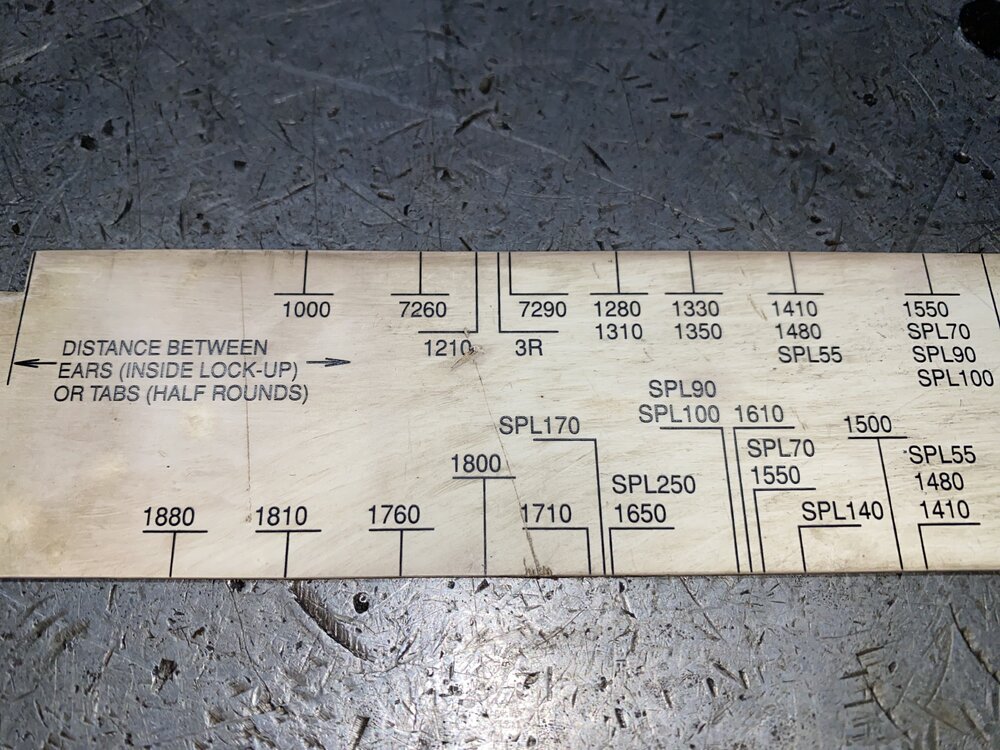 1000
7260
7290
1280
1330
1410
1550
1210
3R
1310
1350
1480
SPL70
DISTANCE BETWEEN
SPL55
SPL90
EARS (INSIDE LOCK-UP)
SPL100
OR TABS (HALF ROUNDS)
SPL90
SPL170
SPL100
1610
1500
1800
SPL70
SPL55
SPL250
1550
1480
1880
1810
1760
1710
1650
SPL140
1410